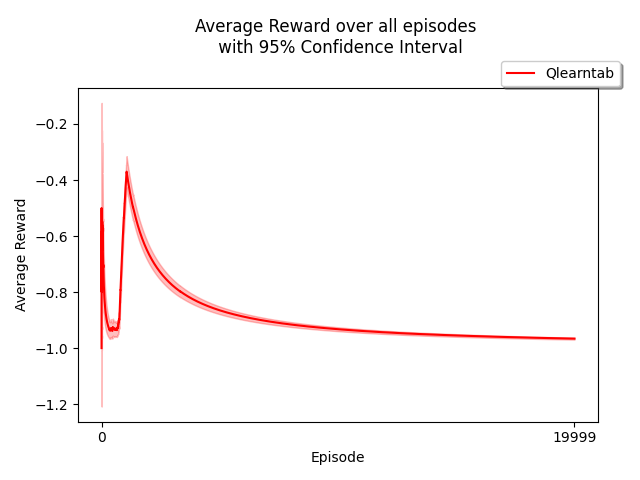 Average Reward over all episodes
with 95% Confidence Interval
Qlearntab
Average Reward
−0.2
−0.4
−0.6
−0.8
−1.0
−1.2
0
19999
Episode